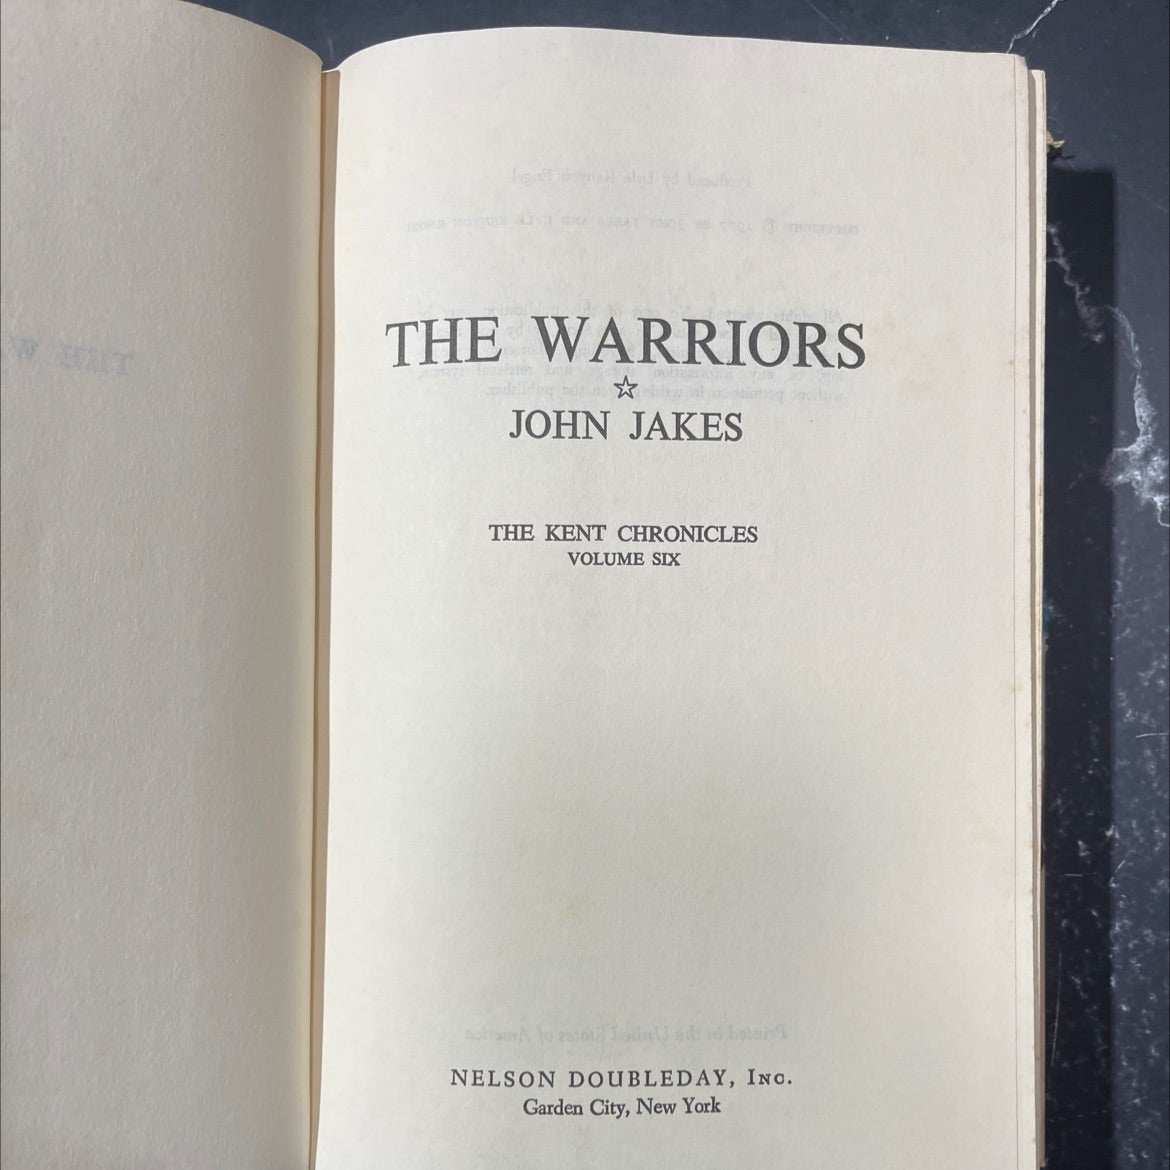 THE WARRIORS
☆
JOHN JAKES
THE KENT CHRONICLES
VOLUME SIX
NELSON DOUBLEDAY, INC.
Garden City, New York